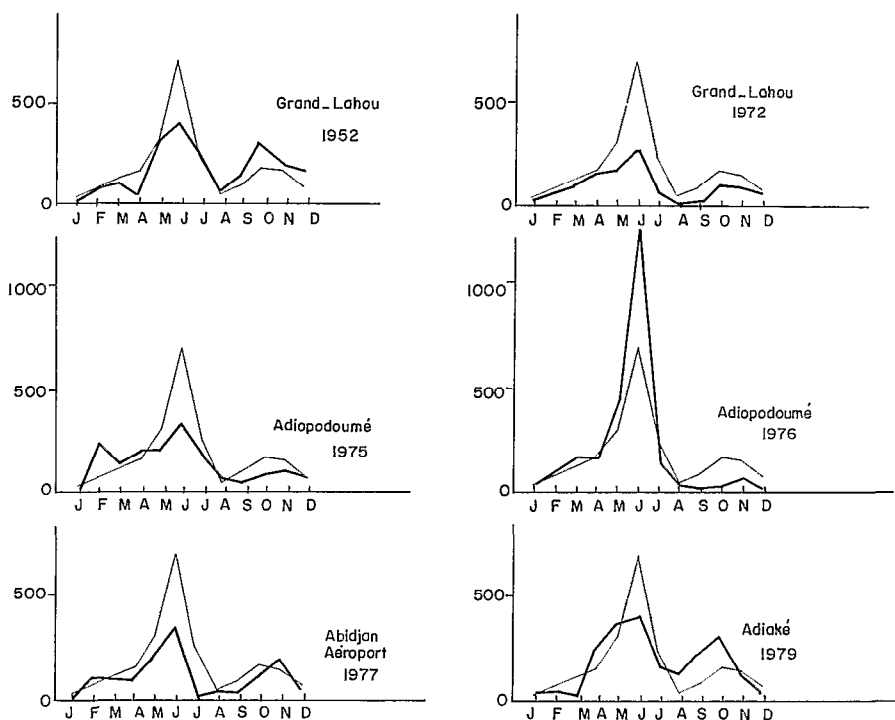 500
0
Grand_Lahou
1952
J F M A M J J A S O N D
500
0
Grand_Lahou
1972
J F M A M J J A S O N D
1000
500
0
Adiopodoumé
1975
J F M A M J J A S O N D
1000
500
0
Adiopodoumé
1976
J F M A M J J A S O N D
500
0
Abidjan
Aéroport
1977
J F M A M J J A S O N D
500
0
Adiaké
1979
J F M A M J J A S O N D